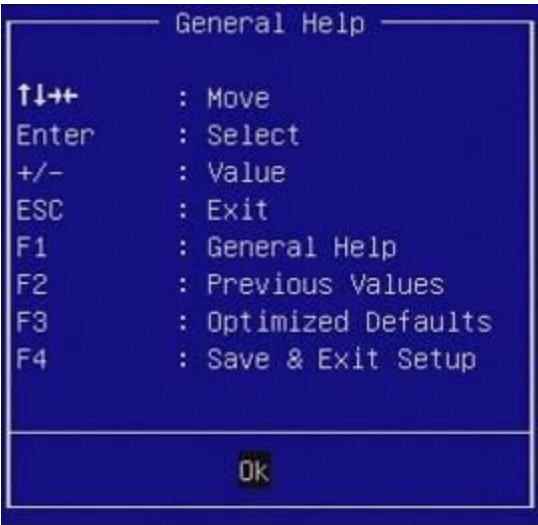 General Help
↑↓→← : Move
Enter : Select
+/- : Value
ESC : Exit
F1 : General Help
F2 : Previous Values
F3 : Optimized Defaults
F4 : Save & Exit Setup
Ok